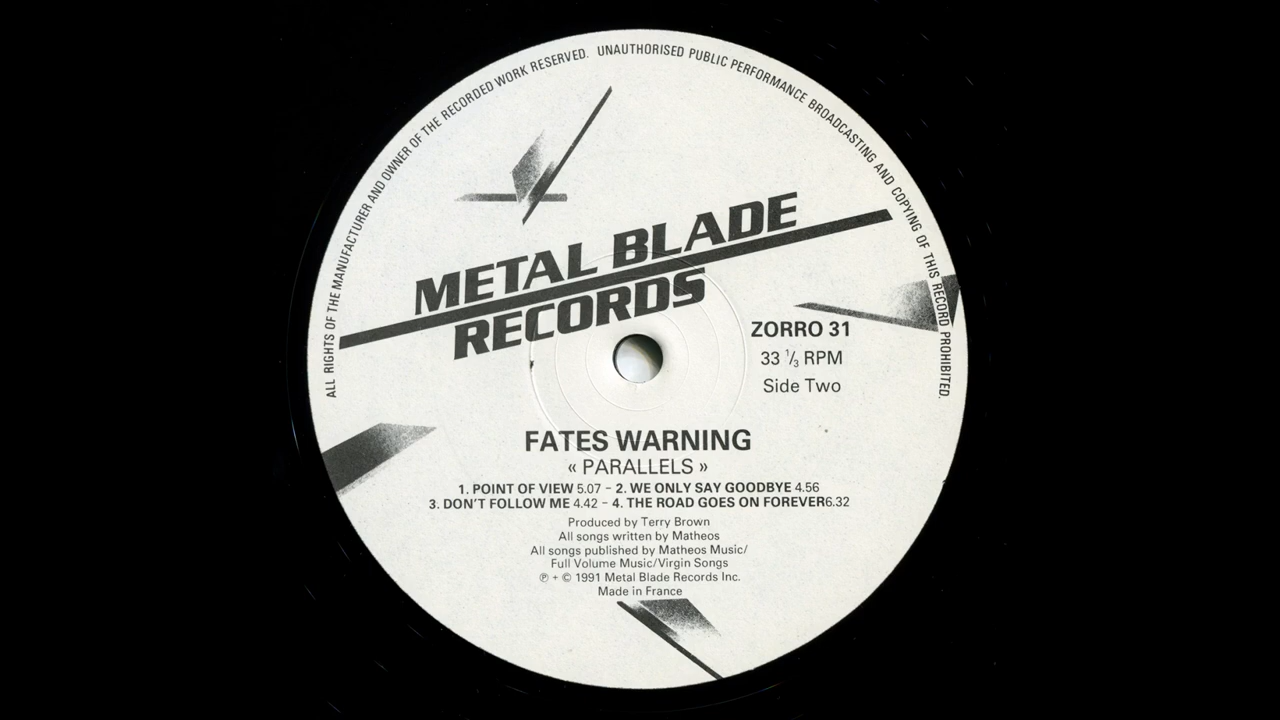 ALL RIGHTS OF THE MANUFACTURER AND OWNER OF THE RECORDED WORK RESERVED. UNAUTHORISED PUBLIC PERFORMANCE BROADCASTING AND COPYING OF THIS RECORD PROHIBITED.
METAL BLADE
RECORDS
ZORRO 31
33 1/3 RPM
Side Two
FATES WARNING
« PARALLELS »
1. POINT OF VIEW 5.07 – 2. WE ONLY SAY GOODBYE 4.56
3. DON'T FOLLOW ME 4.42 – 4. THE ROAD GOES ON FOREVER6.32
Produced by Terry Brown
All songs written by Matheos
All songs published by Matheos Music/
Full Volume Music/Virgin Songs
℗ + © 1991 Metal Blade Records Inc.
Made in France